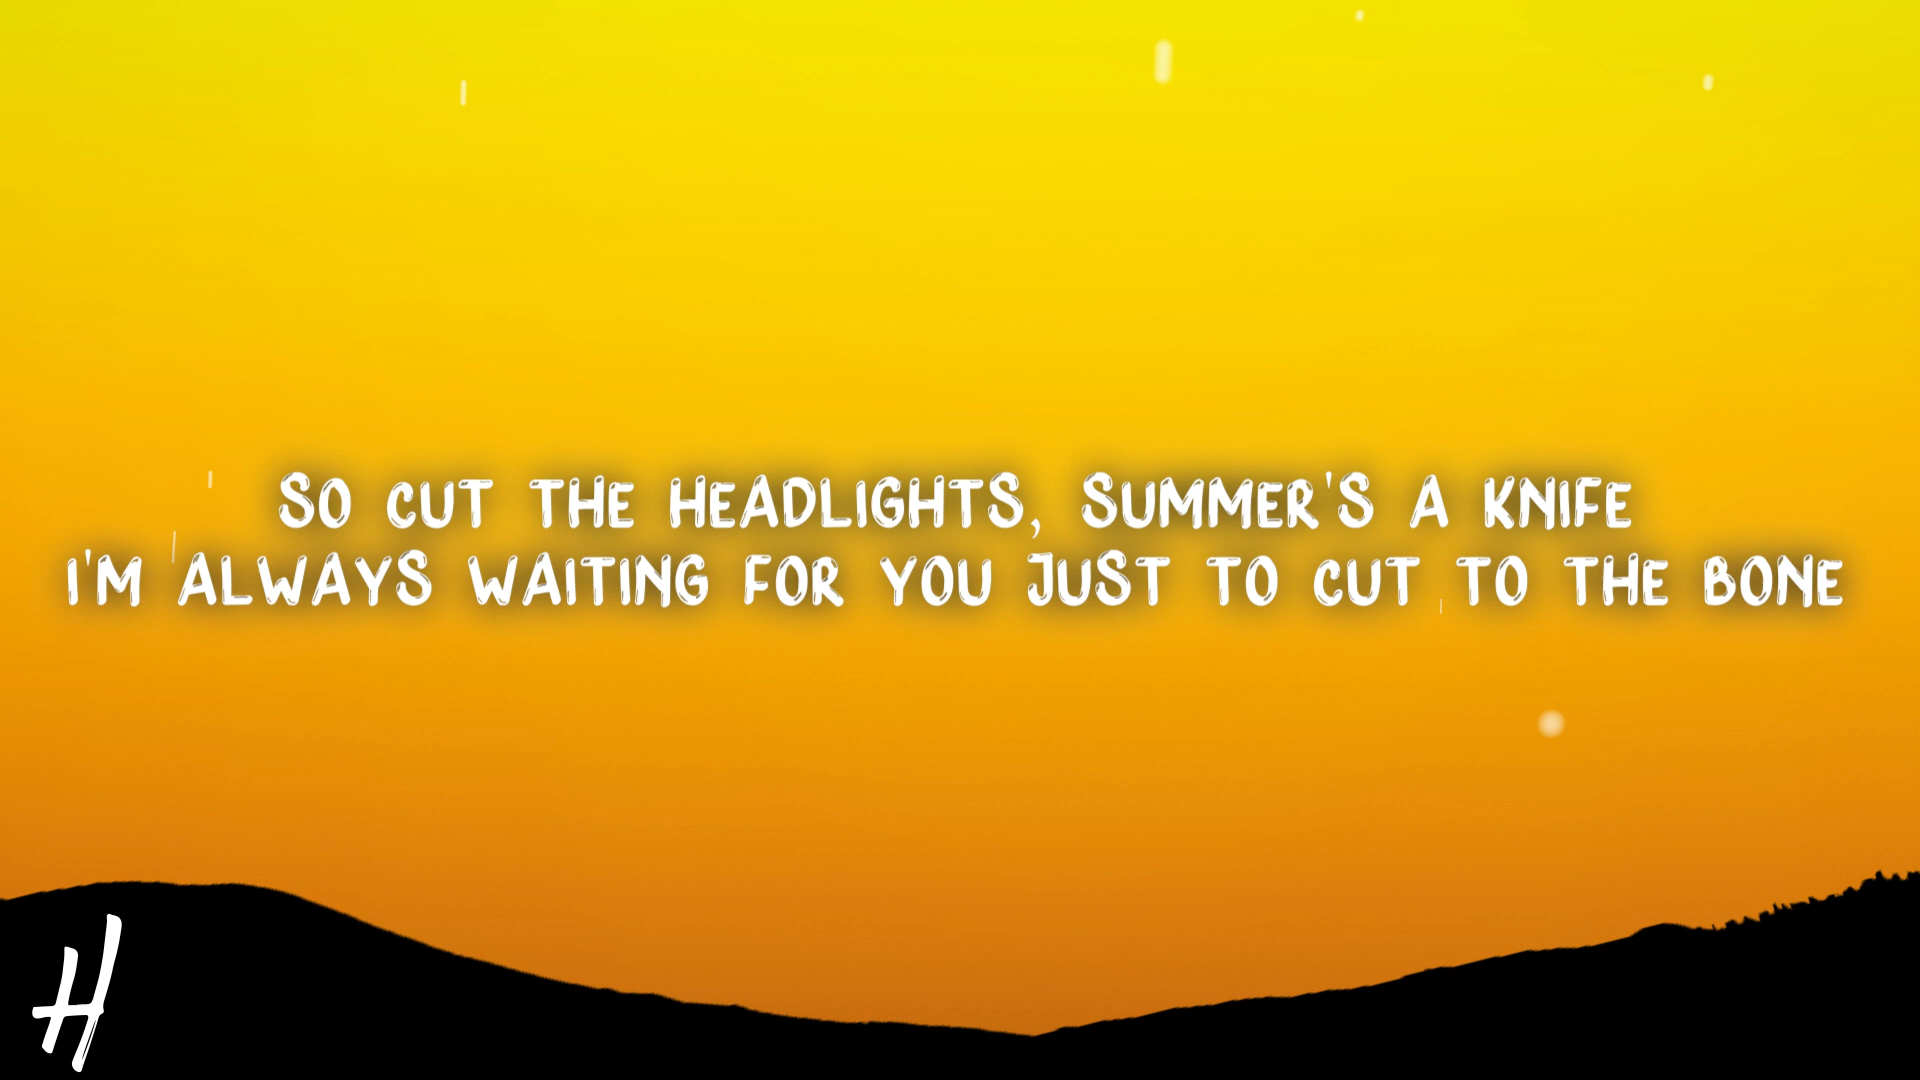 SO CUT THE HEADLIGHTS, SUMMER'S A KNIFE
I'M ALWAYS WAITING FOR YOU JUST TO CUT TO THE BONE
H